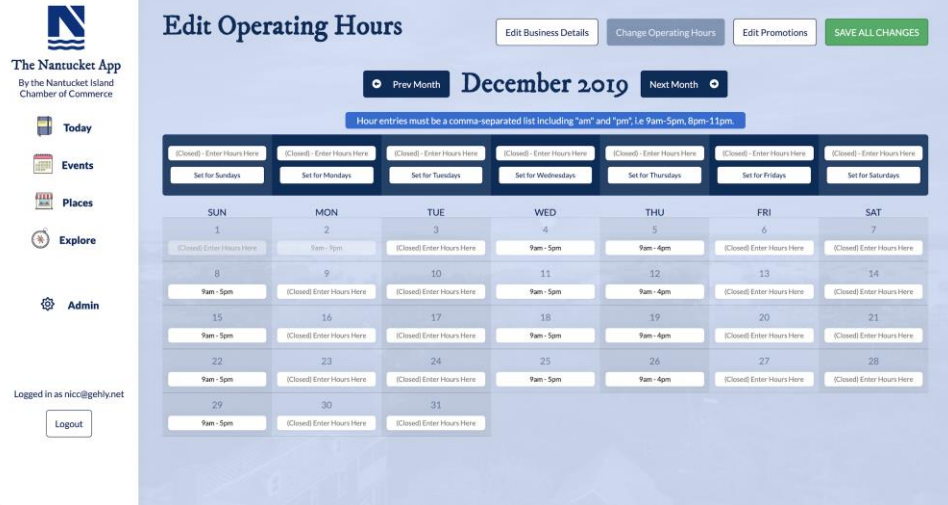 N
The Nantucket App
By the Nantucket Island
Chamber of Commerce
Today
Events
Places
Explore
Admin
Logged in as nicc@gehly.net
Logout
Edit Operating Hours
Edit Business Details
Change Operating Hours
Edit Promotions
SAVE ALL CHANGES
Prev Month
December 2019
Next Month
Hour entries must be a comma-separated list including "am" and "pm", i.e 9am-5pm, 8pm-11pm.
(Closed) - Enter Hours Here (Closed) - Enter Hours Here (Closed) - Enter Hours Here (Closed) - Enter Hours Here (Closed) - Enter Hours Here (Closed) - Enter Hours Here (Closed) - Enter Hours Here
Set for Sundays Set for Mondays Set for Tuesdays Set for Wednesdays Set for Thursdays Set for Fridays Set for Saturdays
SUN MON TUE WED THU FRI SAT
1 2 3 4 5 6 7
(Closed) Enter Hours Here 9am - 9pm (Closed) Enter Hours Here 9am - 5pm 9am - 4pm (Closed) Enter Hours Here (Closed) Enter Hours Here
8 9 10 11 12 13 14
9am - 5pm (Closed) Enter Hours Here (Closed) Enter Hours Here 9am - 5pm 9am - 4pm (Closed) Enter Hours Here (Closed) Enter Hours Here
15 16 17 18 19 20 21
9am - 5pm (Closed) Enter Hours Here (Closed) Enter Hours Here 9am - 5pm 9am - 4pm (Closed) Enter Hours Here (Closed) Enter Hours Here
22 23 24 25 26 27 28
9am - 5pm (Closed) Enter Hours Here (Closed) Enter Hours Here 9am - 5pm 9am - 4pm (Closed) Enter Hours Here (Closed) Enter Hours Here
29 30 31
9am - 5pm (Closed) Enter Hours Here (Closed) Enter Hours Here